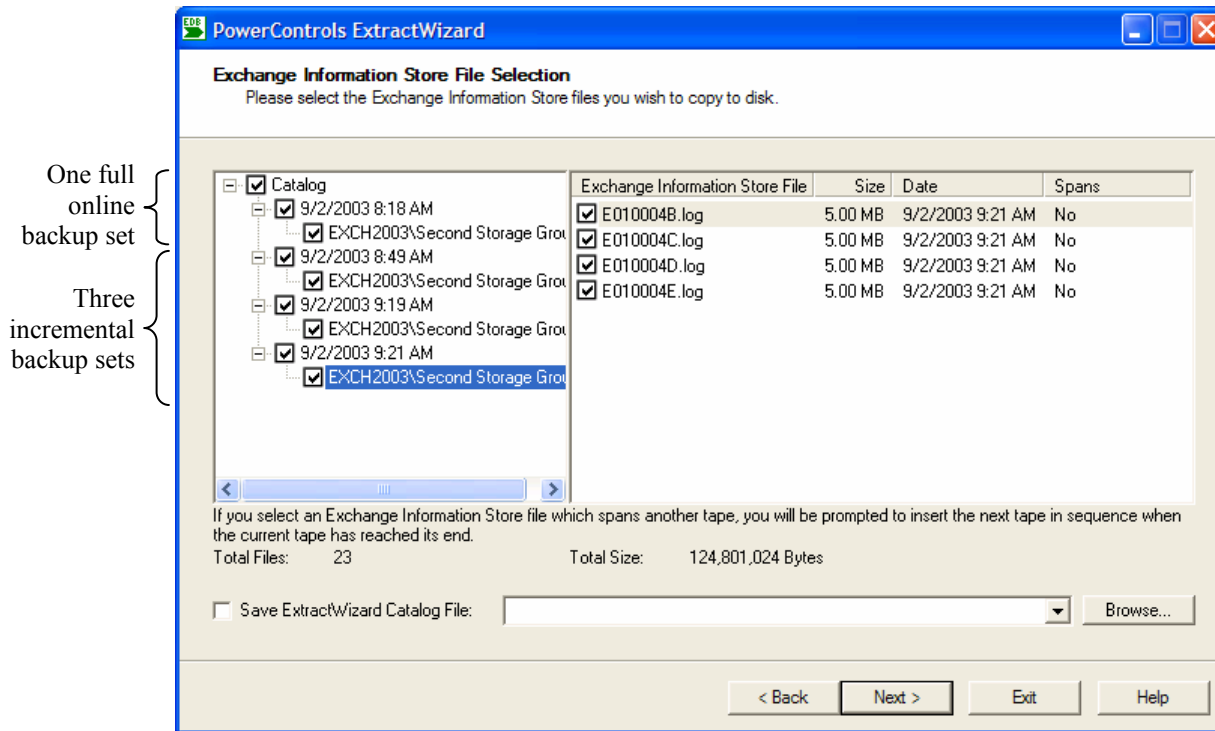 EDB PowerControls ExtractWizard
Exchange Information Store File Selection
Please select the Exchange Information Store files you wish to copy to disk.
One full
online
backup set
Three
incremental
backup sets
Catalog
9/2/2003 8:18 AM
EXCH2003\Second Storage Grou
9/2/2003 8:49 AM
EXCH2003\Second Storage Grou
9/2/2003 9:19 AM
EXCH2003\Second Storage Grou
9/2/2003 9:21 AM
EXCH2003\Second Storage Grou
Exchange Information Store File Size Date Spans
E010004B.log 5.00 MB 9/2/2003 9:21 AM No
E010004C.log 5.00 MB 9/2/2003 9:21 AM No
E010004D.log 5.00 MB 9/2/2003 9:21 AM No
E010004E.log 5.00 MB 9/2/2003 9:21 AM No
If you select an Exchange Information Store file which spans another tape, you will be prompted to insert the next tape in sequence when
the current tape has reached its end.
Total Files: 23 Total Size: 124,801,024 Bytes
Save ExtractWizard Catalog File: Browse...
< Back Next > Exit Help